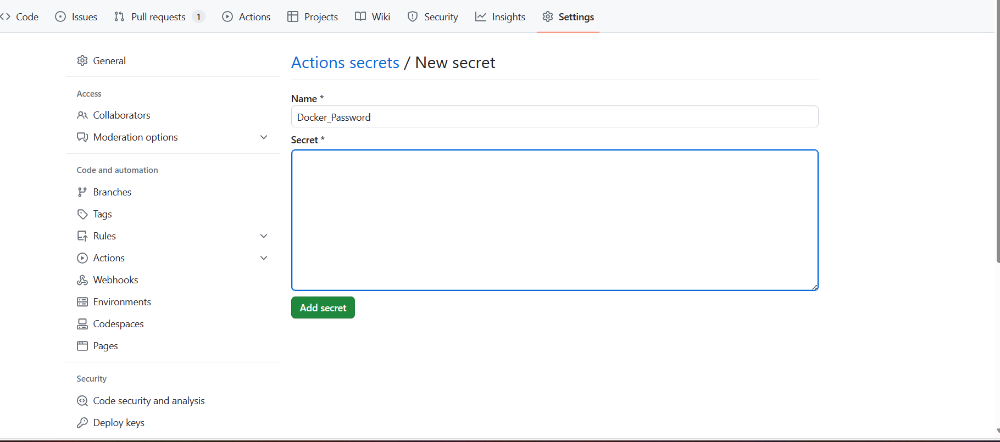 Code Issues Pull requests 1 Actions Projects Wiki Security Insights Settings
General
Access
Collaborators
Moderation options
Code and automation
Branches
Tags
Rules
Actions
Webhooks
Environments
Codespaces
Pages
Security
Code security and analysis
Deploy keys
Actions secrets / New secret
Name *
Docker_Password
Secret *
Add secret